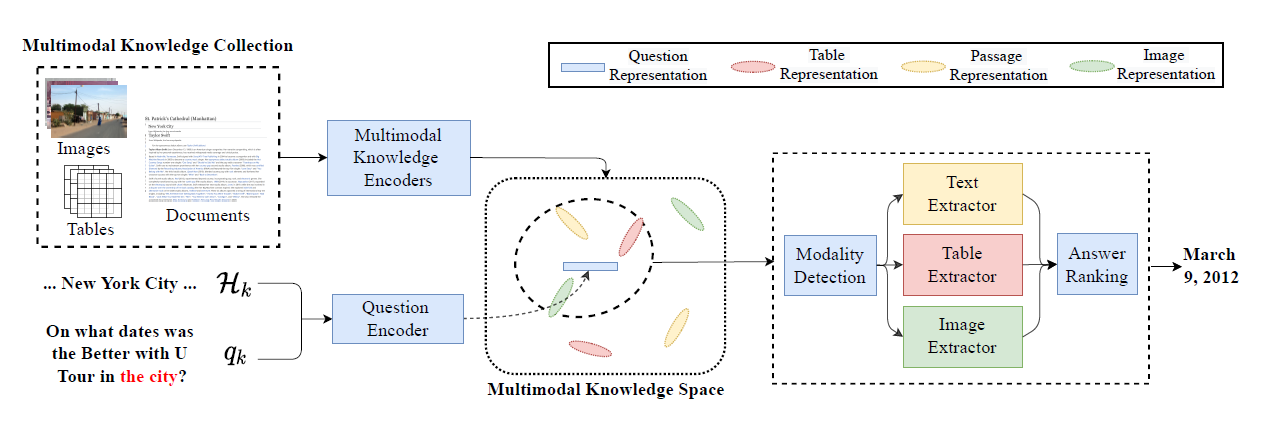 Multimodal Knowledge Collection
Images
Tables
St. Patrick's Cathedral (Manhattan)
New York City
Taylor Swift
Documents
Multimodal
Knowledge
Encoders
Question
Representation
Table
Representation
Passage
Representation
Image
Representation
... New York City ...
H_k
On what dates was
the Better with U
Tour in the city?
q_k
Question
Encoder
Multimodal Knowledge Space
Modality
Detection
Text
Extractor
Table
Extractor
Image
Extractor
Answer
Ranking
March
9, 2012